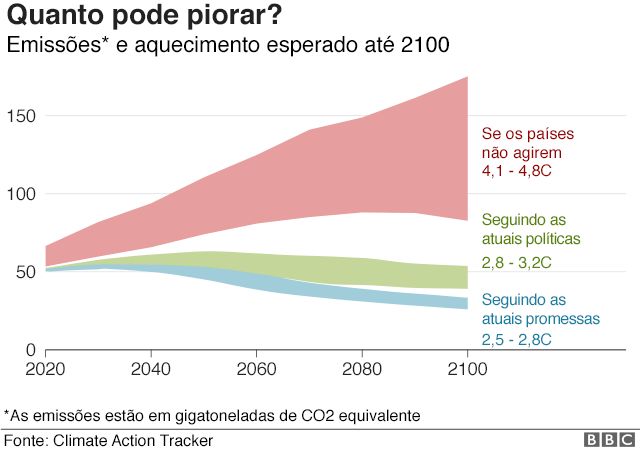 Quanto pode piorar?
Emissões* e aquecimento esperado até 2100
150
100
50
0
2020
2040
2060
2080
2100
Se os países
não agirem
4,1 - 4,8C
Seguindo as
atuais políticas
2,8 - 3,2C
Seguindo as
atuais promessas
2,5 - 2,8C
*As emissões estão em gigatoneladas de CO2 equivalente
Fonte: Climate Action Tracker
BBC